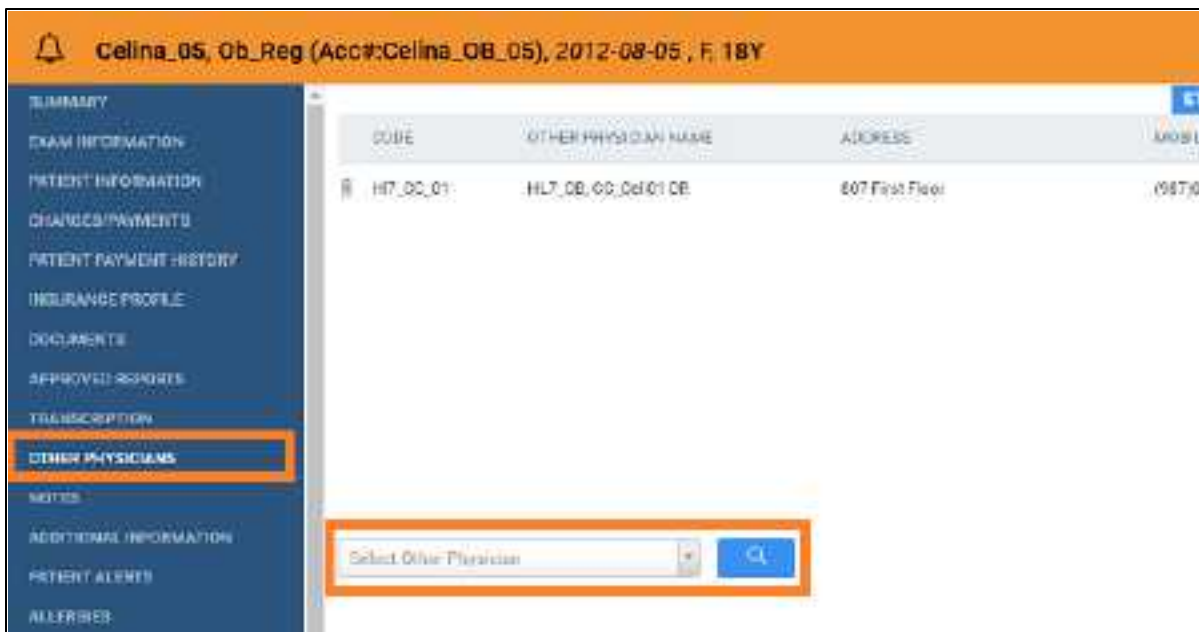 Celina_05, Ob_Reg (Acc#:Celina_OB_05), 2012-08-05 , F, 18Y
SUMMARY
EXAM INFORMATION
PATIENT INFORMATION
CHARGES/PAYMENTS
PATIENT PAYMENT HISTORY
INSURANCE PROFILE
DOCUMENTS
APPROVED REPORTS
TRANSCRIPTION
OTHER PHYSICIANS
NOTES
ADDITIONAL INFORMATION
PATIENT ALERTS
ALLERGIES
CODE OTHER PHYSICIAN NAME ADDRESS
607 First Floor
Select Other Physician